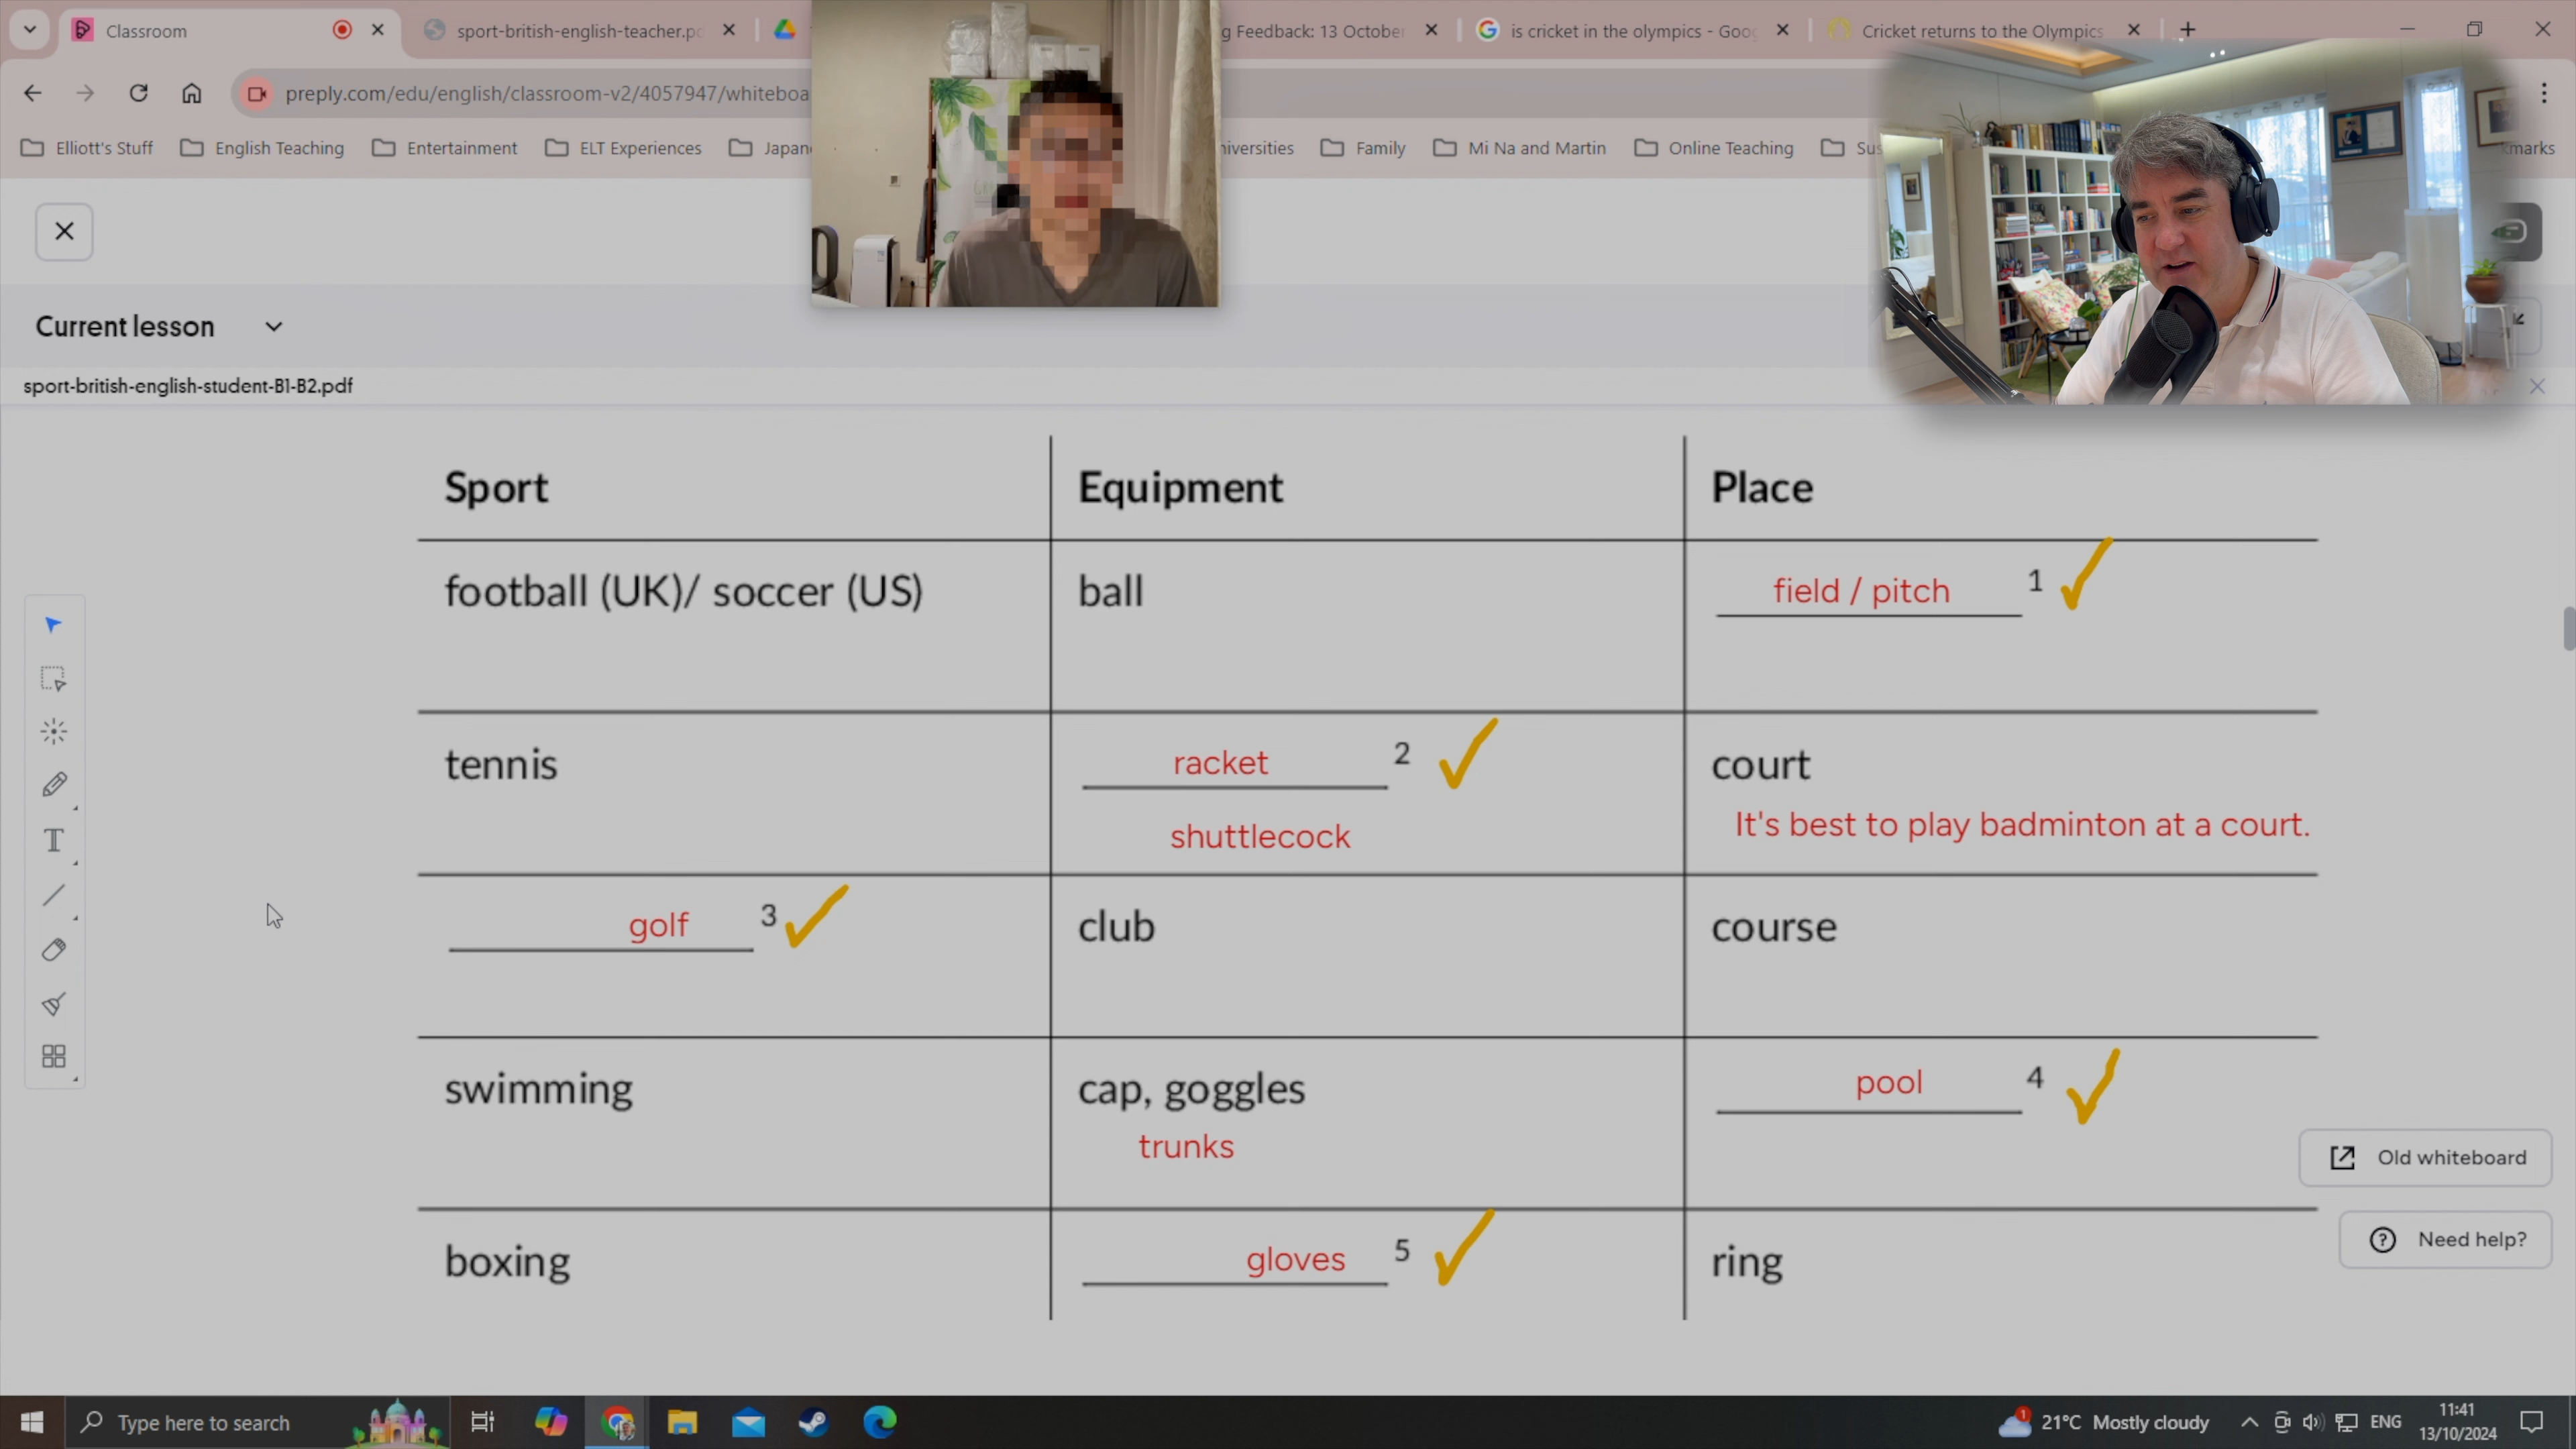 Classroom
sport-british-english-teacher.p
g Feedback: 13 October
is cricket in the olympics - Goo
Cricket returns to the Olympics
preply.com/edu/english/classroom-v2/4057947/whiteboa
Elliott's Stuff
English Teaching
Entertainment
ELT Experiences
Japan
niversities
Family
Mi Na and Martin
Online Teaching
Sus
kmarks
Current lesson
sport-british-english-student-B1-B2.pdf
Sport Equipment Place
football (UK)/ soccer (US) ball field / pitch 1
tennis racket 2 court
shuttlecock It's best to play badminton at a court.
golf 3 club course
swimming cap, goggles pool 4
trunks
boxing gloves 5 ring
Old whiteboard
Need help?
Type here to search
1
21°C Mostly cloudy
ENG
11:41
13/10/2024